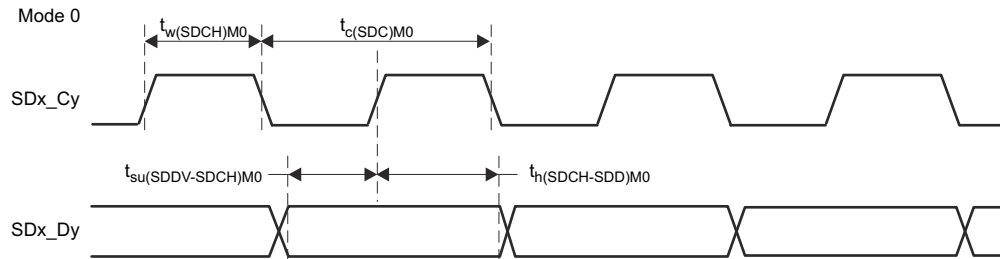 Mode 0
tw(SDCH)M0
tc(SDC)M0
SDx_Cy
tsu(SDDV-SDCH)M0
th(SDCH-SDD)M0
SDx_Dy